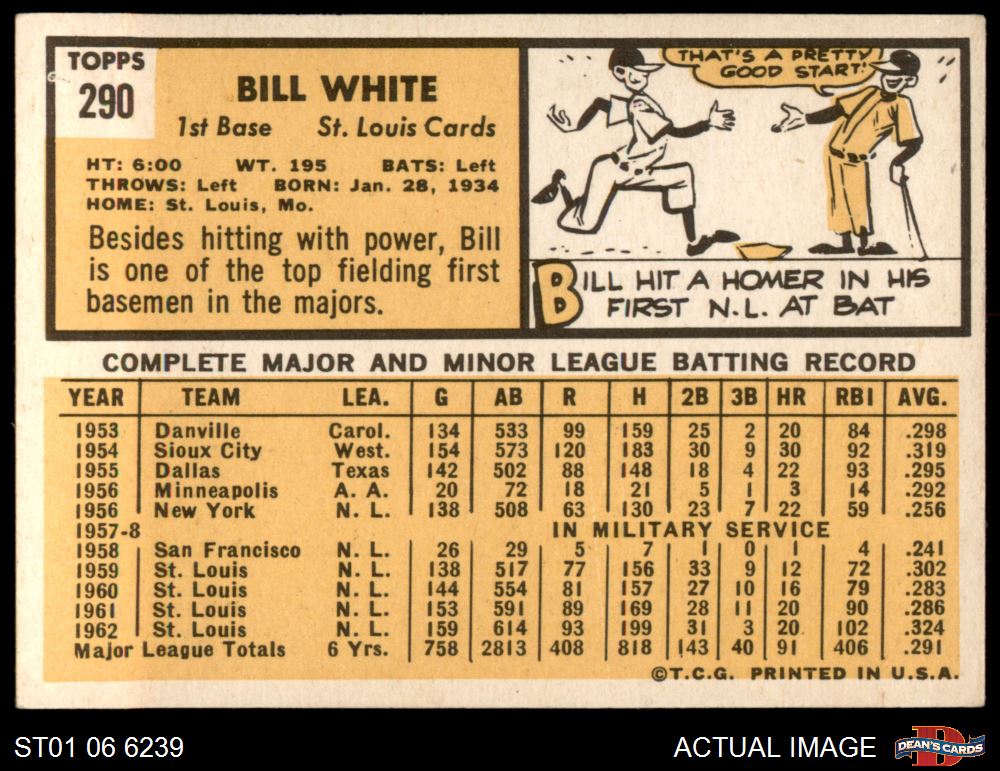 TOPPS
290
BILL WHITE
1st Base St. Louis Cards
HT: 6:00 WT. 195 BATS: Left
THROWS: Left BORN: Jan. 28, 1934
HOME: St. Louis, Mo.
Besides hitting with power, Bill
is one of the top fielding first
basemen in the majors.
THAT'S A PRETTY
GOOD START!
BILL HIT A HOMER IN HIS
FIRST N.L. AT BAT
COMPLETE MAJOR AND MINOR LEAGUE BATTING RECORD
YEAR TEAM LEA. G AB R H 2B 3B HR RBI AVG.
1953 Danville Carol. 134 533 99 159 25 2 20 84 .298
1954 Sioux City West. 154 573 120 183 30 9 30 92 .319
1955 Dallas Texas 142 502 88 148 18 4 22 93 .295
1956 Minneapolis A. A. 20 72 18 21 5 1 3 14 .292
1956 New York N. L. 138 508 63 130 23 7 22 59 .256
1957-8 IN MILITARY SERVICE
1958 San Francisco N. L. 26 29 5 7 1 0 1 4 .241
1959 St. Louis N. L. 138 517 77 156 33 9 12 72 .302
1960 St. Louis N. L. 144 554 81 157 27 10 16 79 .283
1961 St. Louis N. L. 153 591 89 169 28 11 20 90 .286
1962 St. Louis N. L. 159 614 93 199 31 3 20 102 .324
Major League Totals 6 Yrs. 758 2813 408 818 143 40 91 406 .291
©T.C.G. PRINTED IN U.S.A.
ST01 06 6239
ACTUAL IMAGE
D
DEAN'S CARDS